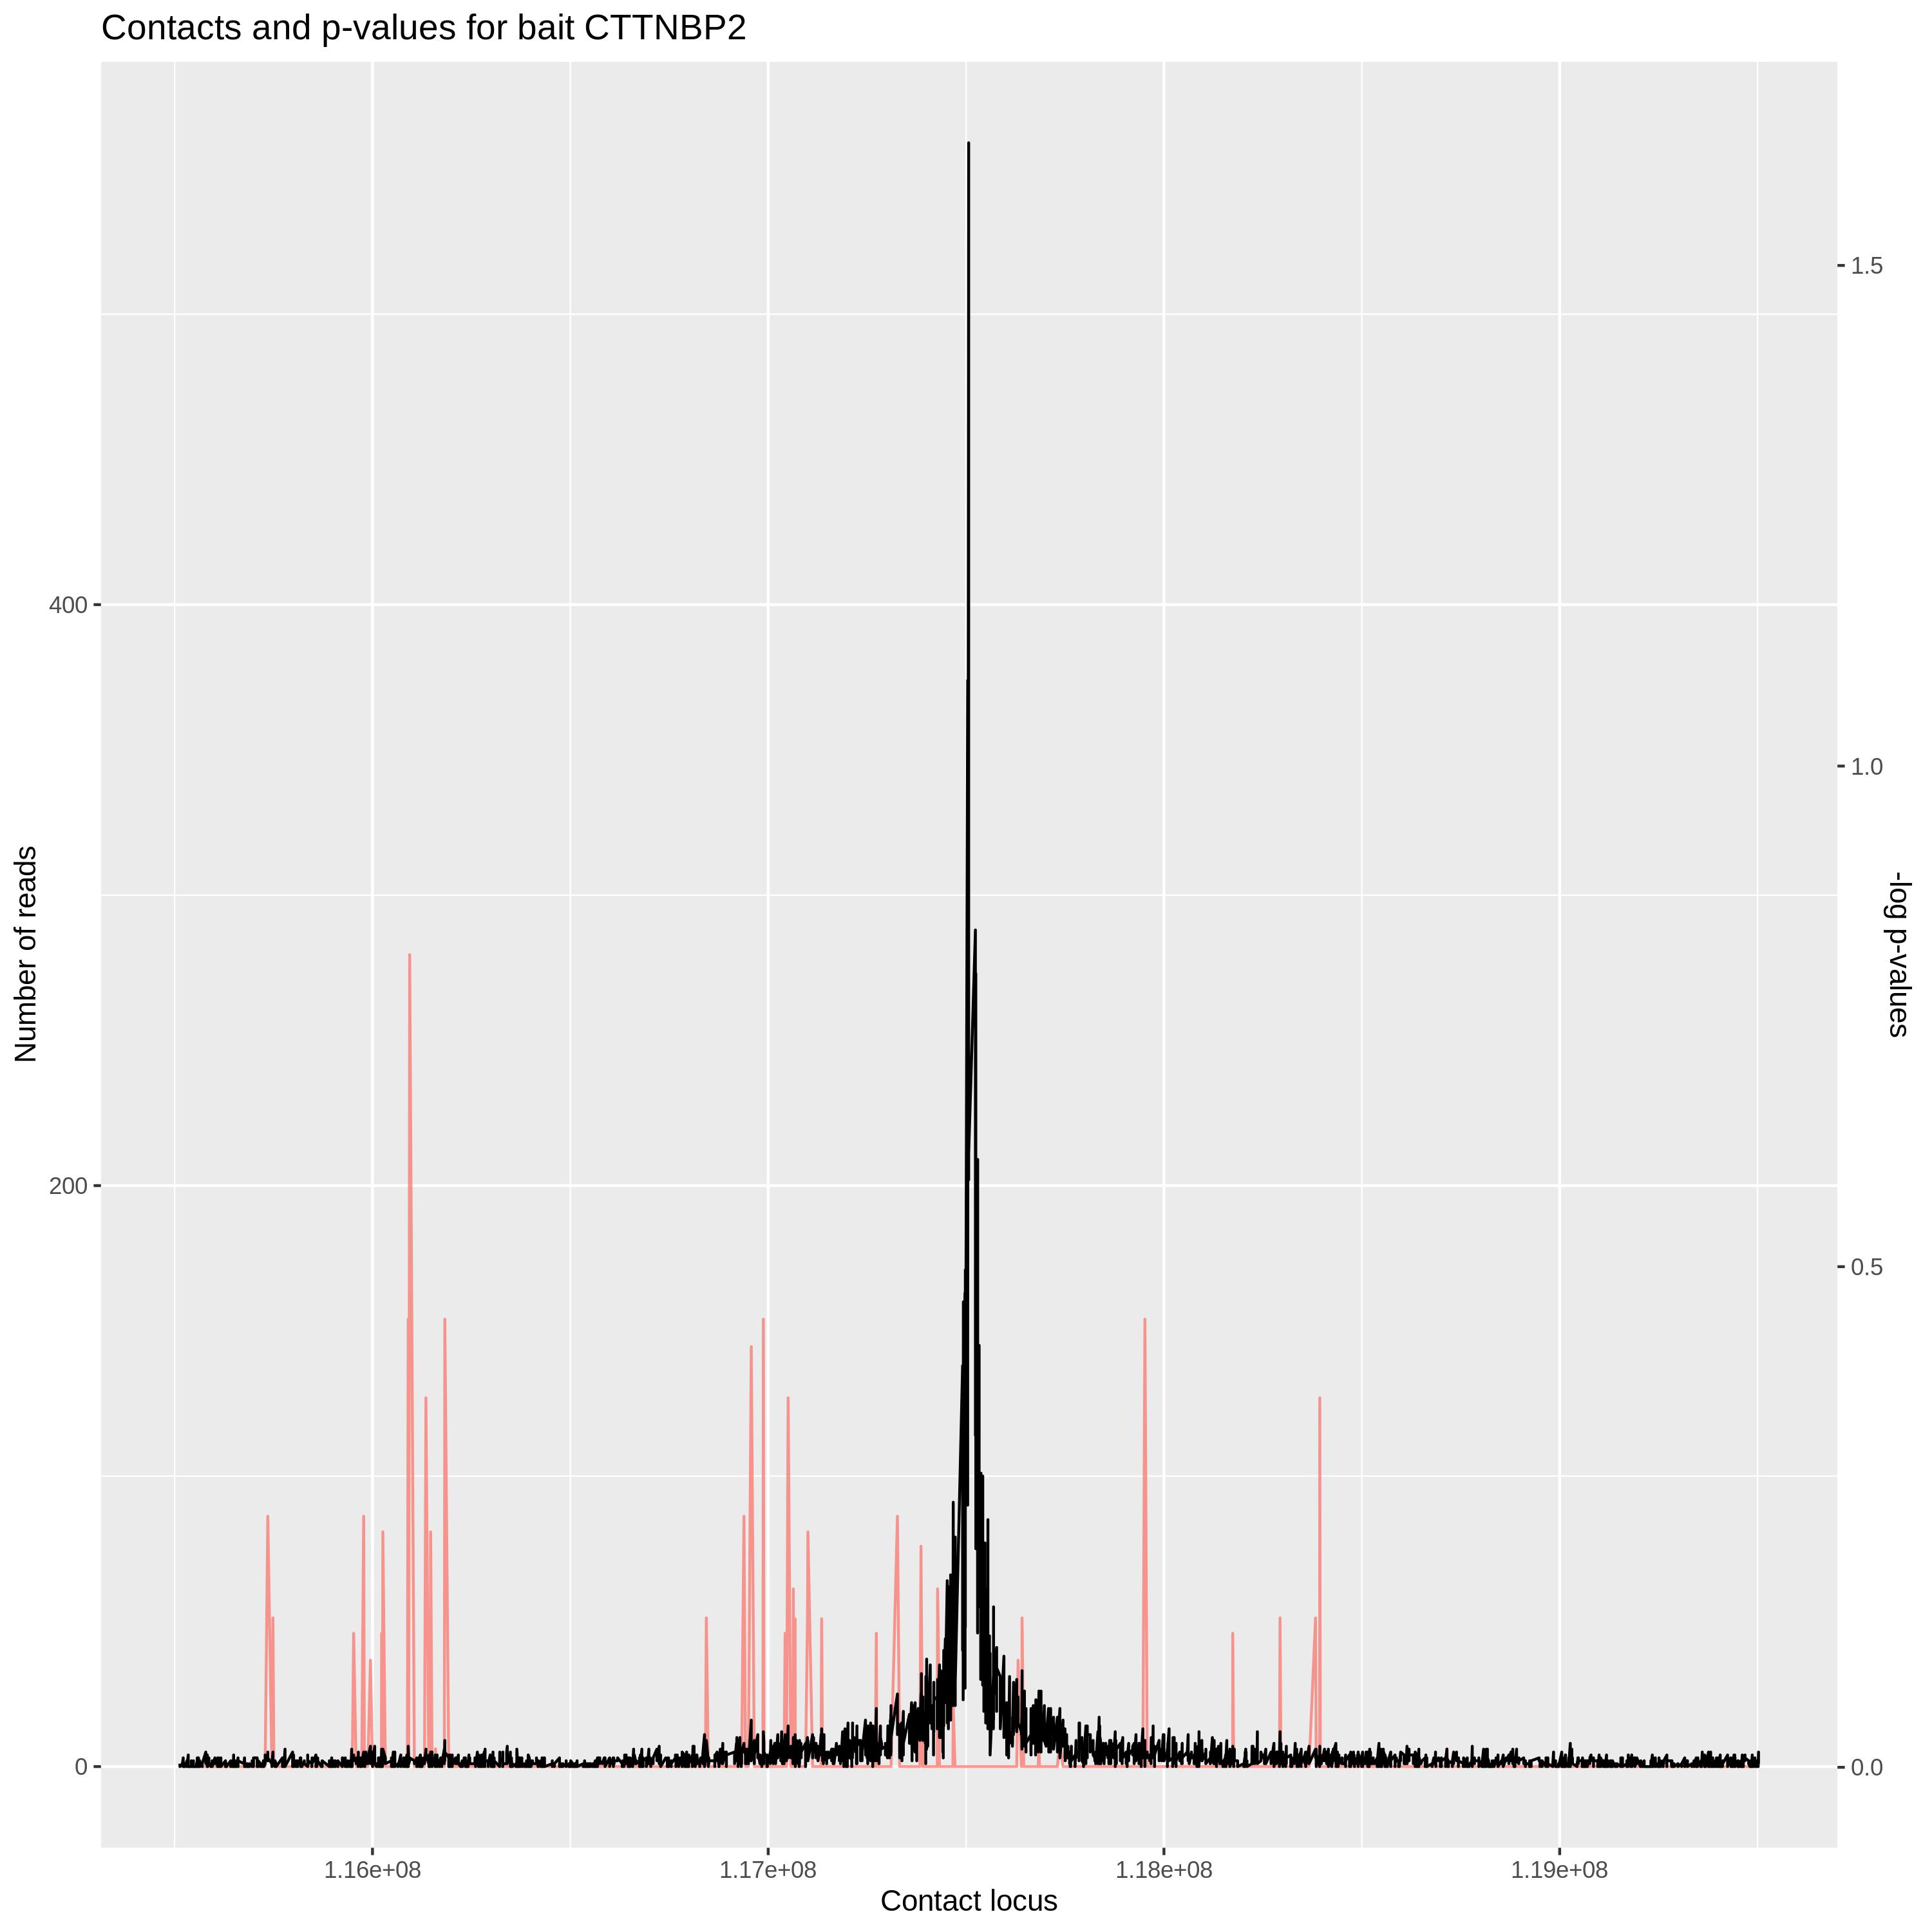 Contacts and p-values for bait CTTNBP2
Number of reads
400
200
0
1.5
1.0
0.5
0.0
-log p-values
1.16e+08
1.17e+08
1.18e+08
1.19e+08
Contact locus